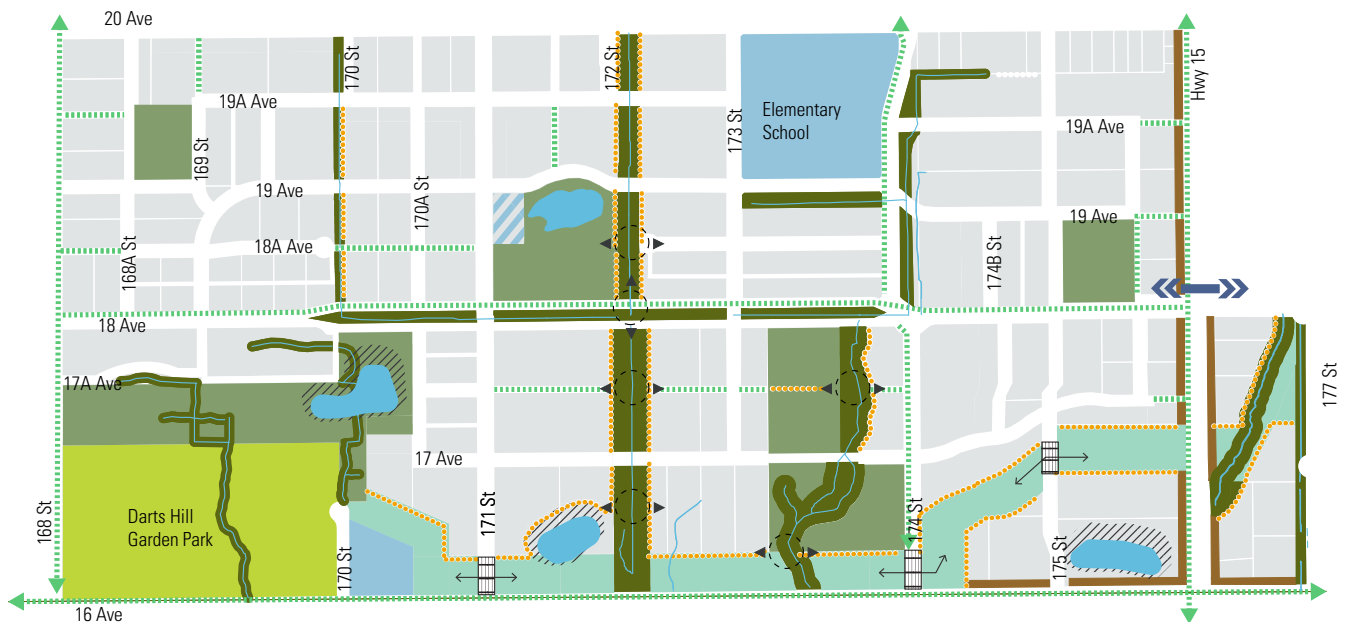 20 Ave
170 St
172 St
Hwy 15
19A Ave
173 St
Elementary
School
19A Ave
169 St
19 Ave
170A St
19 Ave
168A St
18A Ave
174B St
18 Ave
17A Ave
177 St
17 Ave
168 St
Darts Hill
Garden Park
171 St
174 St
170 St
175 St
16 Ave